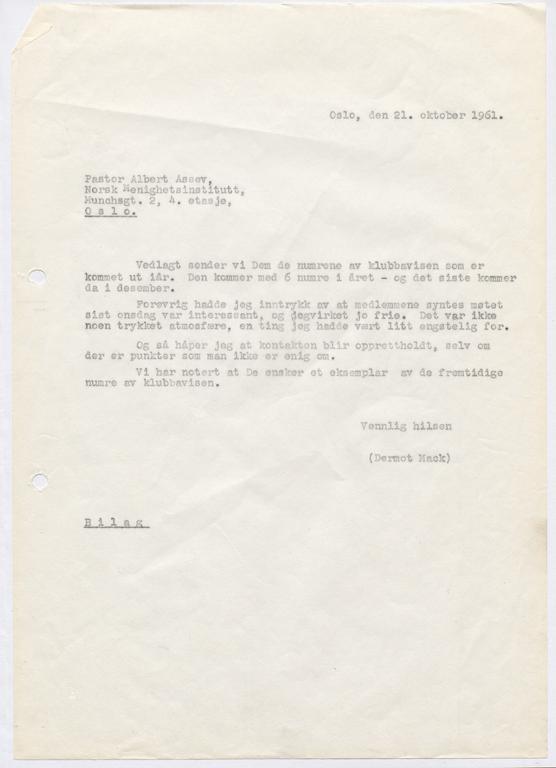 Oslo, den 21. oktober 1961.
Pastor Albert Assev,
Norsk Menighetsinstitutt,
Munchsgt. 2, 4. etasje,
O s l o.
Vedlagt sender vi Dem de numrene av klubbavisen som er
kommet ut iår. Den kommer med 6 numre i året - og det siste kommer
da i desember.
Forøvrig hadde jeg inntrykk av at medlemmene syntes møtet
sist onsdag var interessant, og degvirket jo frie. Det var ikke
noen trykket atmosfære, en ting jeg hadde vært litt engstelig for.
Og så håper jeg at kontakten blir opprettholdt, selv om
der er punkter som man ikke er enig om.
Vi har notert at De ønsker et eksemplar av de fremtidige
numre av klubbavisen.
Vennlig hilsen
(Dermot Mack)
B i l a g